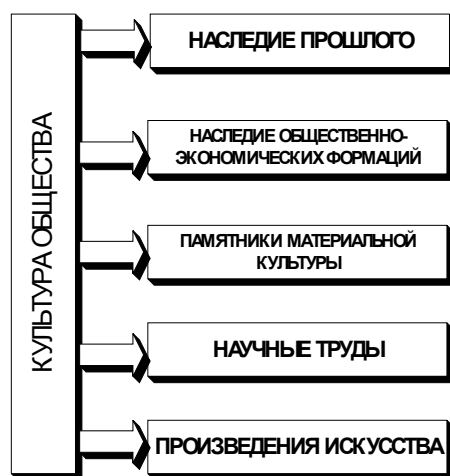 КУЛЬТУРА ОБЩЕСТВА
НАСЛЕДИЕ ПРОШЛОГО
НАСЛЕДИЕ ОБЩЕСТВЕННО-
ЭКОНОМИЧЕСКИХ ФОРМАЦИЙ
ПАМЯТНИКИ МАТЕРИАЛЬНОЙ
КУЛЬТУРЫ
НАУЧНЫЕ ТРУДЫ
ПРОИЗВЕДЕНИЯ ИСКУССТВА